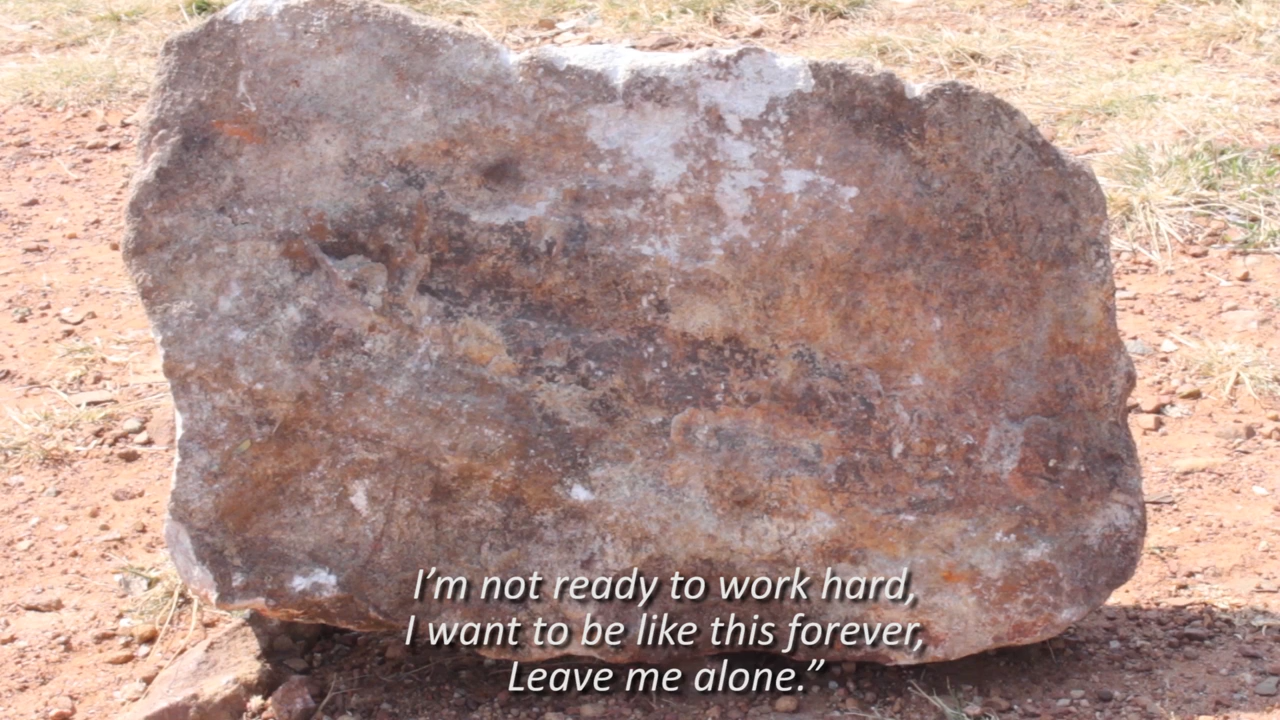 I’m not ready to work hard,
I want to be like this forever,
Leave me alone.”